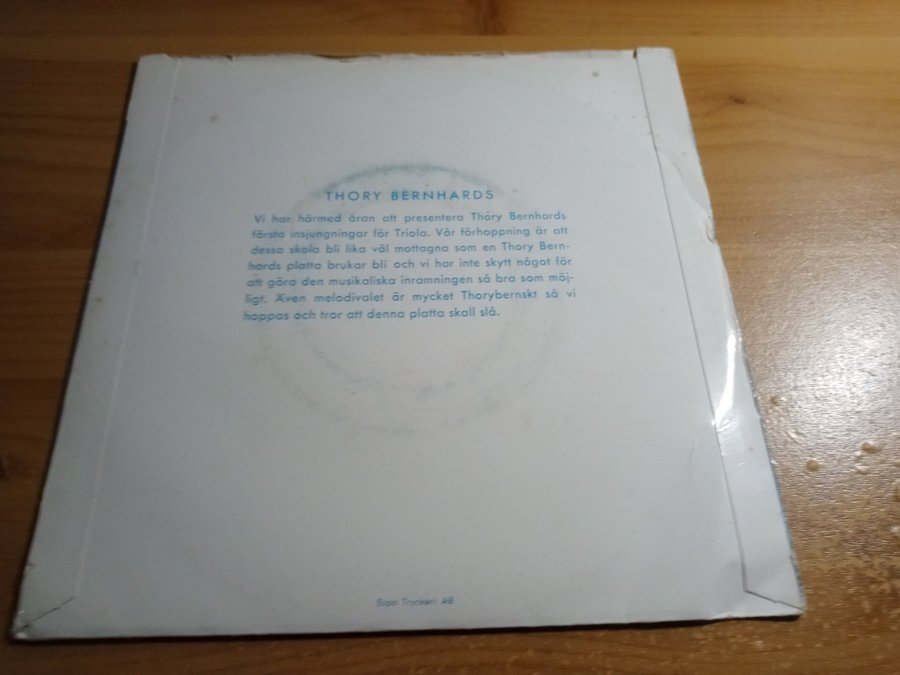 THORY BERNHARDS
Vi har härmed äran att presentera Thory Bernhards
första insjungningar för Triola. Vår förhoppning är att
dessa skola bli lika väl mottagna som en Thory Bern-
hards platta brukar bli och vi har inte skytt något för
att göra den musikaliska inramningen så bra som möj-
ligt. Även melodivalet är mycket Thorybernskt så vi
hoppas och tror att denna platta skall slå.
Tryckeri AB